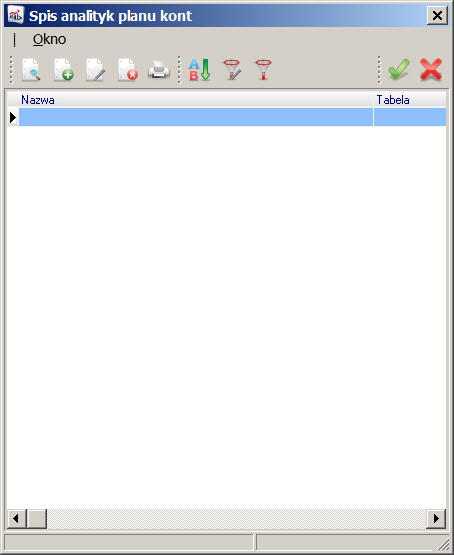 Spis analityk planu kont
| Okno
Nazwa Tabela